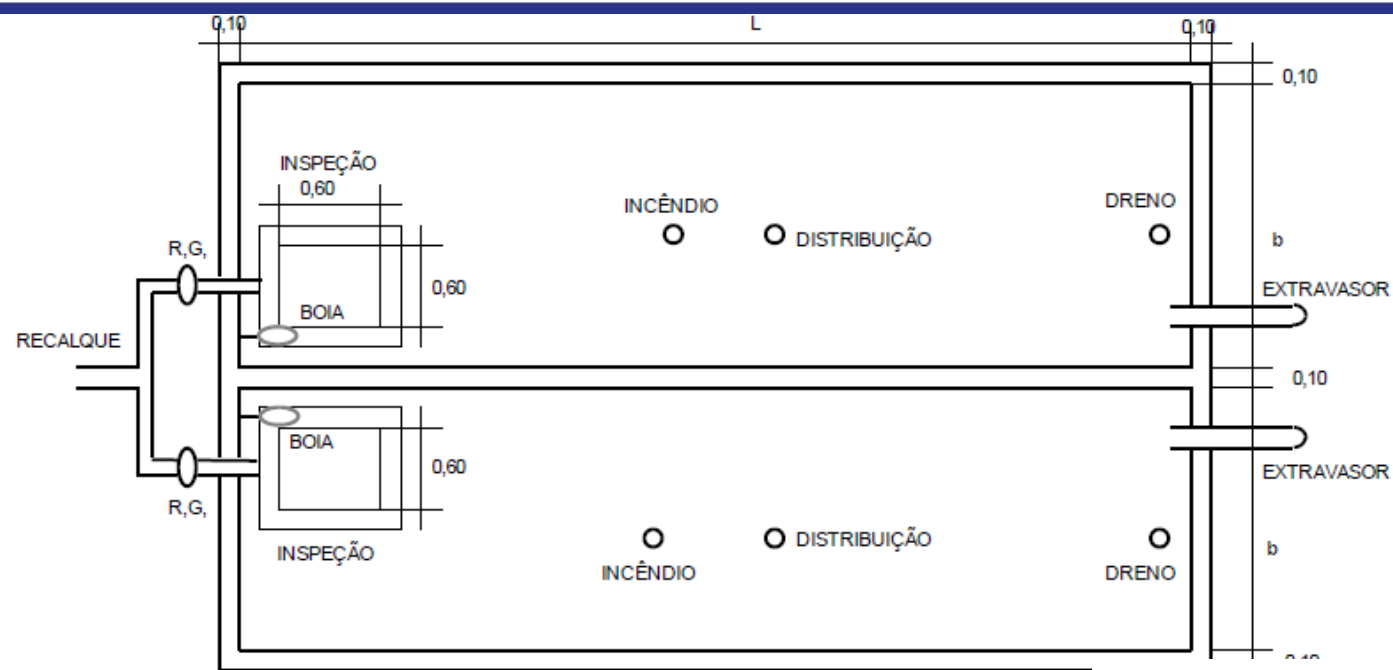 0,10
L
0,10
0,10
INSPEÇÃO
0,60
INCÊNDIO
DRENO
DISTRIBUIÇÃO
b
R,G,
0,60
BOIA
EXTRAVASOR
RECALQUE
0,10
BOIA
0,60
EXTRAVASOR
R,G,
INSPEÇÃO
DISTRIBUIÇÃO
b
INCÊNDIO
DRENO